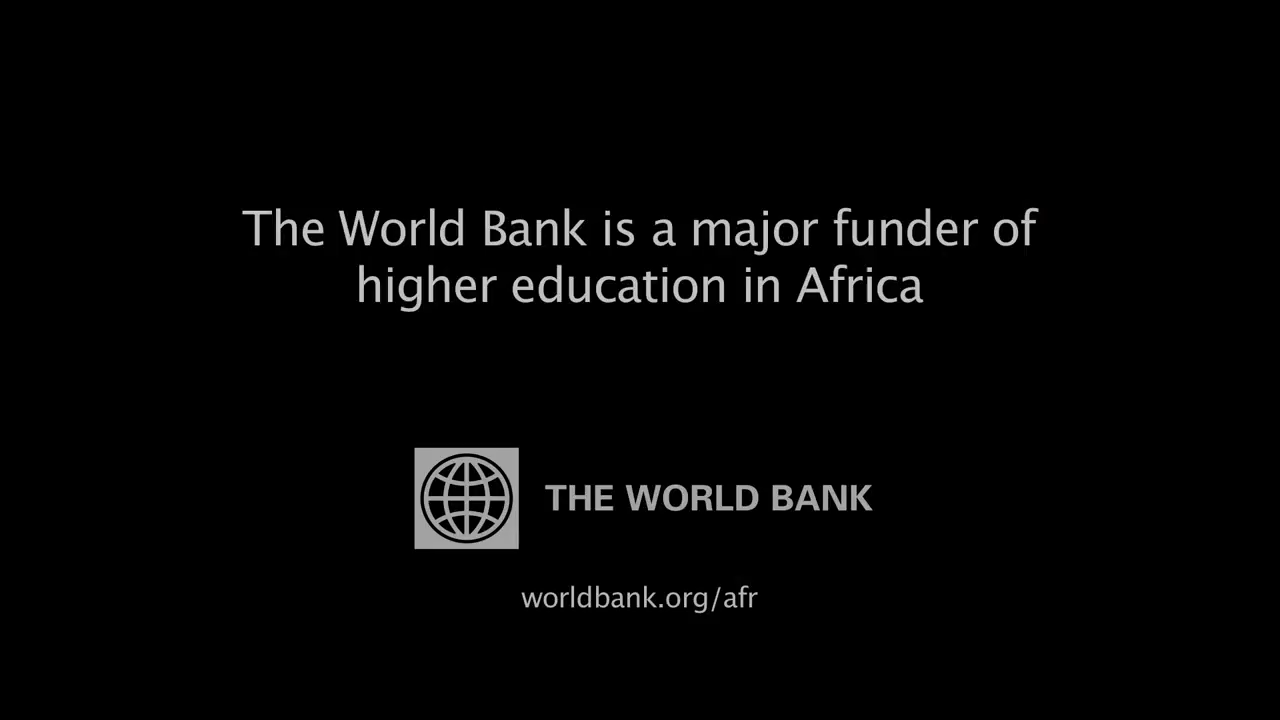 The World Bank is a major funder of
higher education in Africa
THE WORLD BANK
worldbank.org/afr